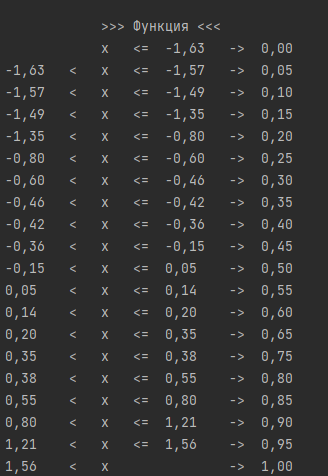 >>> Функция <<<
x <= -1,63 -> 0,00
-1,63 < x <= -1,57 -> 0,05
-1,57 < x <= -1,49 -> 0,10
-1,49 < x <= -1,35 -> 0,15
-1,35 < x <= -0,80 -> 0,20
-0,80 < x <= -0,60 -> 0,25
-0,60 < x <= -0,46 -> 0,30
-0,46 < x <= -0,42 -> 0,35
-0,42 < x <= -0,36 -> 0,40
-0,36 < x <= -0,15 -> 0,45
-0,15 < x <= 0,05 -> 0,50
0,05 < x <= 0,14 -> 0,55
0,14 < x <= 0,20 -> 0,60
0,20 < x <= 0,35 -> 0,65
0,35 < x <= 0,38 -> 0,75
0,38 < x <= 0,55 -> 0,80
0,55 < x <= 0,80 -> 0,85
0,80 < x <= 1,21 -> 0,90
1,21 < x <= 1,56 -> 0,95
1,56 < x -> 1,00